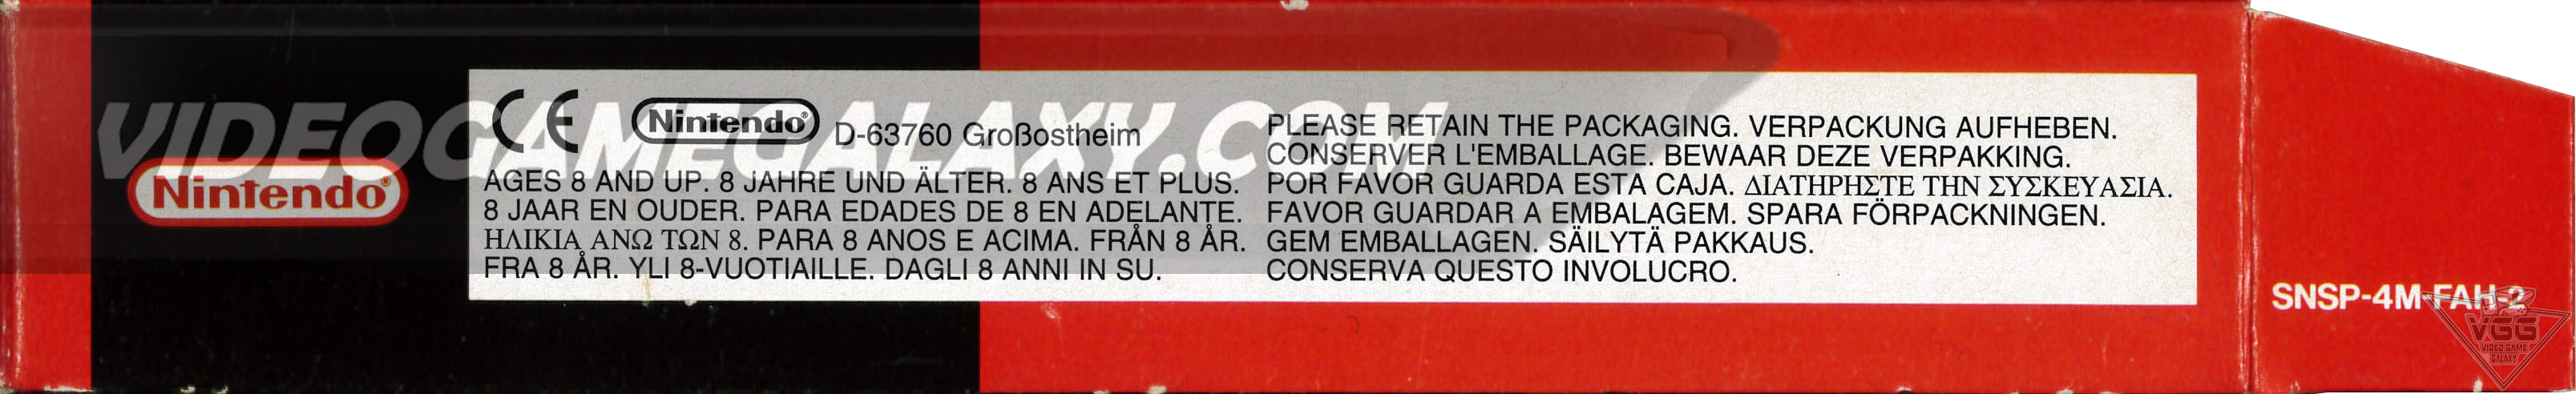 VIDEOGAMEGALAXY.COM
Nintendo®
CE Nintendo® D-63760 Großostheim
AGES 8 AND UP. 8 JAHRE UND ÄLTER. 8 ANS ET PLUS.
8 JAAR EN OUDER. PARA EDADES DE 8 EN ADELANTE.
ΗΛΙΚΙΑ ΑΝΩ ΤΩΝ 8. PARA 8 ANOS E ACIMA. FRÅN 8 ÅR.
FRA 8 ÅR. YLI 8-VUOTIAILLE. DAGLI 8 ANNI IN SU.
PLEASE RETAIN THE PACKAGING. VERPACKUNG AUFHEBEN.
CONSERVER L'EMBALLAGE. BEWAAR DEZE VERPAKKING.
POR FAVOR GUARDA ESTA CAJA. ΔΙΑΤΗΡΗΣΤΕ ΤΗΝ ΣΥΣΚΕΥΑΣΙΑ.
FAVOR GUARDAR A EMBALAGEM. SPARA FÖRPACKNINGEN.
GEM EMBALLAGEN. SÄILYTÄ PAKKAUS.
CONSERVA QUESTO INVOLUCRO.
SNSP-4M-FAH-2
VGG
VIDEO GAME
GALAXY